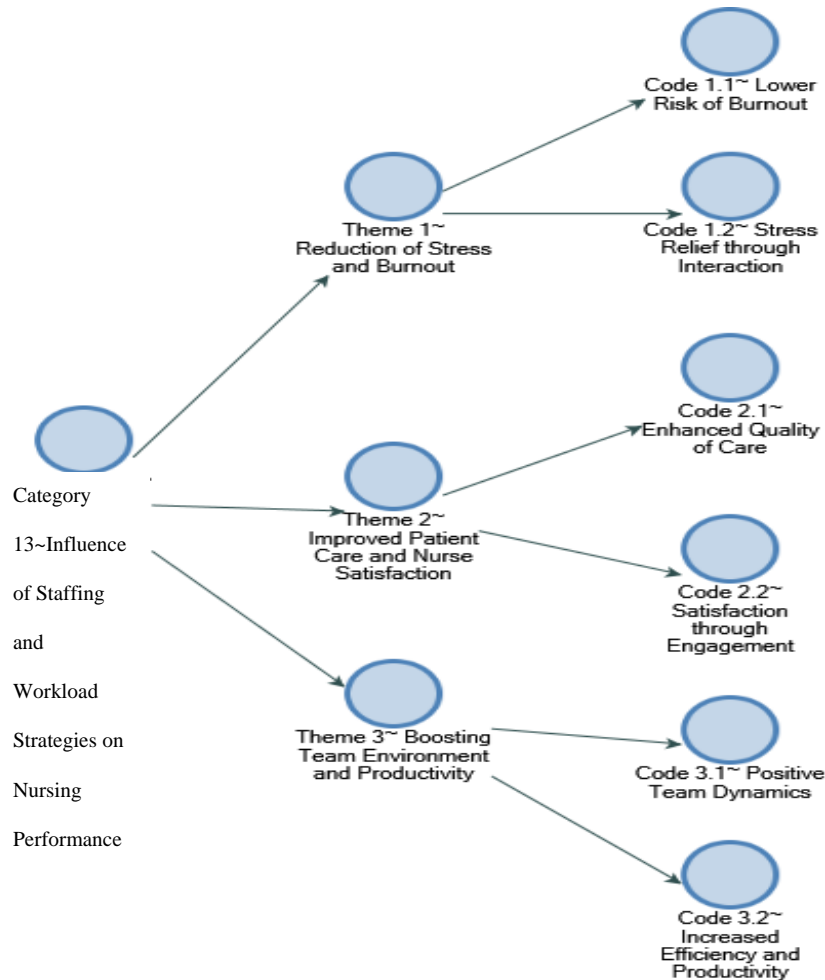 Category
13~Influence
of Staffing
and
Workload
Strategies on
Nursing
Performance
Theme 1~
Reduction of Stress
and Burnout
Code 1.1~ Lower
Risk of Burnout
Code 1.2~ Stress
Relief through
Interaction
Theme 2~
Improved Patient
Care and Nurse
Satisfaction
Code 2.1~
Enhanced Quality
of Care
Code 2.2~
Satisfaction
through
Engagement
Theme 3~ Boosting
Team Environment
and Productivity
Code 3.1~ Positive
Team Dynamics
Code 3.2~
Increased
Efficiency and
Productivity